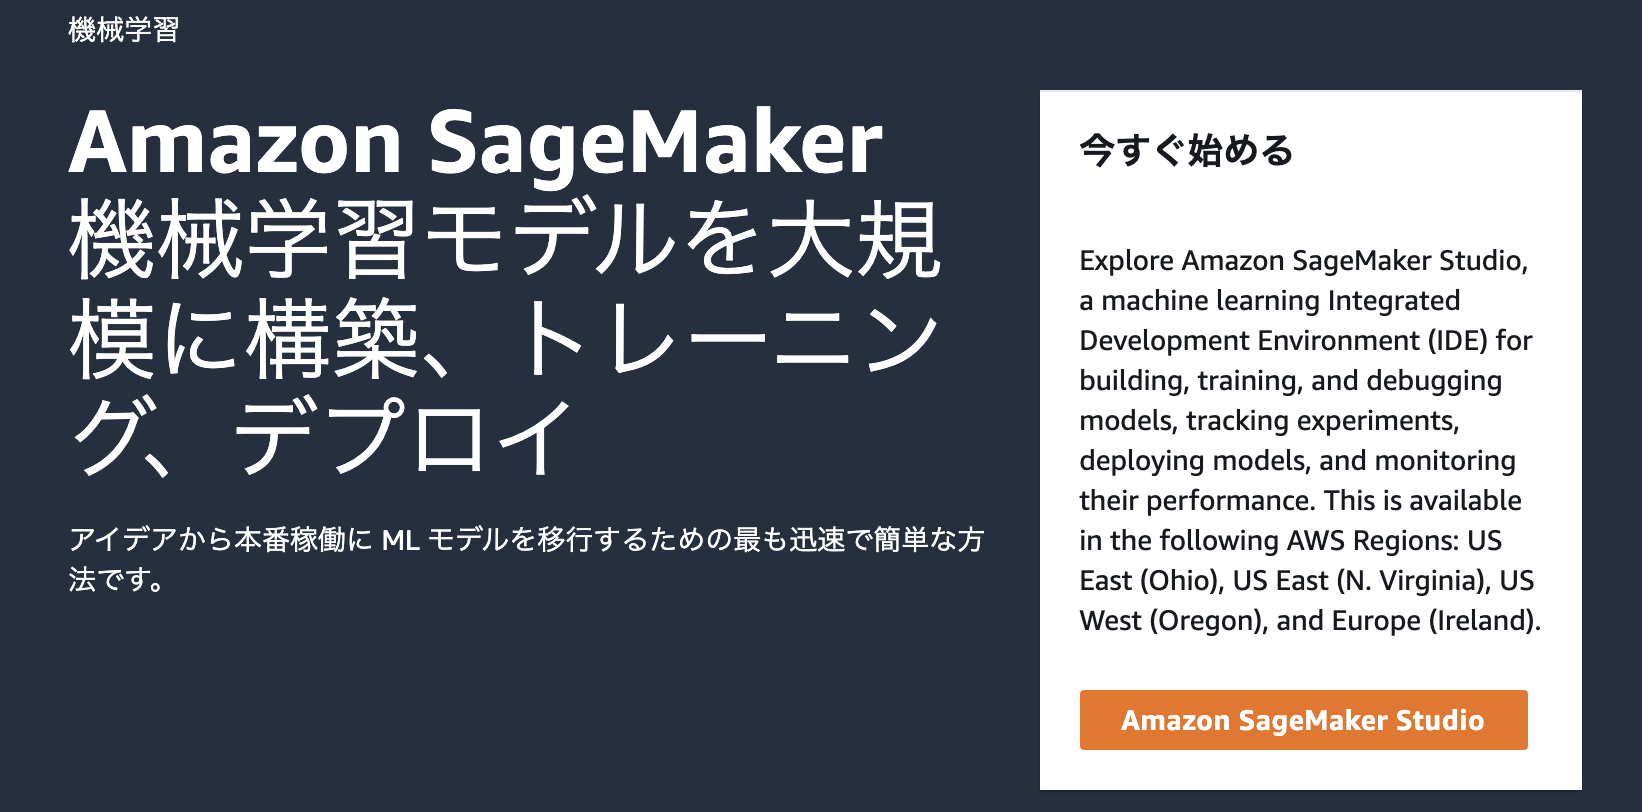 機械学習
Amazon SageMaker
機械学習モデルを大規
模に構築、トレーニン
グ、デプロイ
アイデアから本番稼働に ML モデルを移行するための最も迅速で簡単な方
法です。
今すぐ始める
Explore Amazon SageMaker Studio,
a machine learning Integrated
Development Environment (IDE) for
building, training, and debugging
models, tracking experiments,
deploying models, and monitoring
their performance. This is available
in the following AWS Regions: US
East (Ohio), US East (N. Virginia), US
West (Oregon), and Europe (Ireland).
Amazon SageMaker Studio